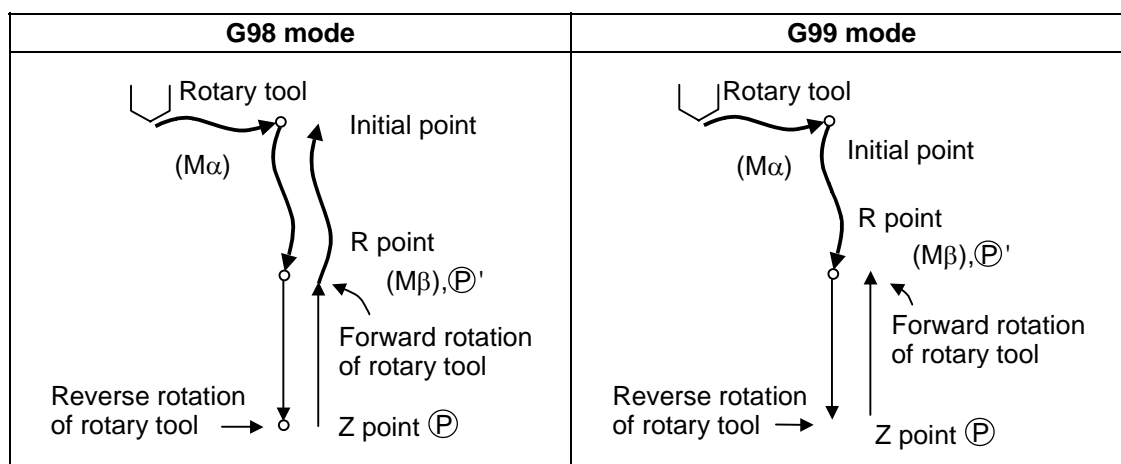 G98 mode
G99 mode
Rotary tool
Initial point
(Mα)
R point
(Mβ),Ⓟ'
Forward rotation
of rotary tool
Reverse rotation
of rotary tool
Z point Ⓟ
Rotary tool
Initial point
(Mα)
R point
(Mβ),Ⓟ'
Forward rotation
of rotary tool
Reverse rotation
of rotary tool
Z point Ⓟ